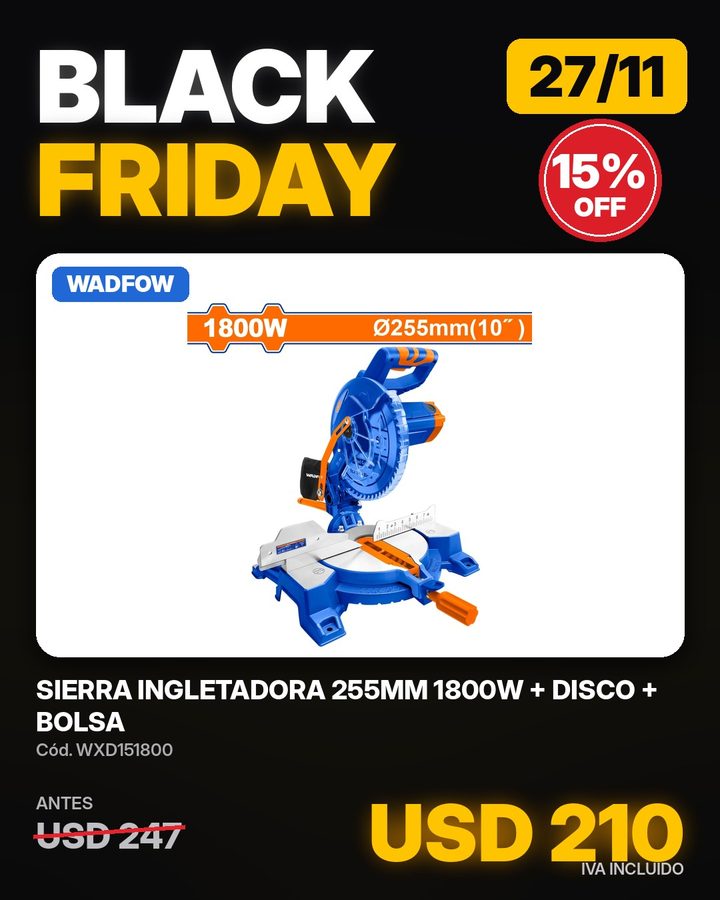 BLACK
FRIDAY
27/11
15%
OFF
WADFOW
1800W
Ø255mm(10˝ )
SIERRA INGLETADORA 255MM 1800W + DISCO +
BOLSA
Cód. WXD151800
ANTES
USD 247
USD 210
IVA INCLUIDO